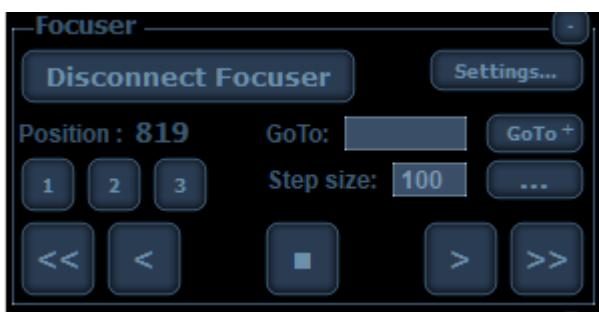 Focuser -
Disconnect Focuser Settings...
Position : 819 GoTo: GoTo +
1 2 3 Step size: 100 ...
<< < ■ > >>